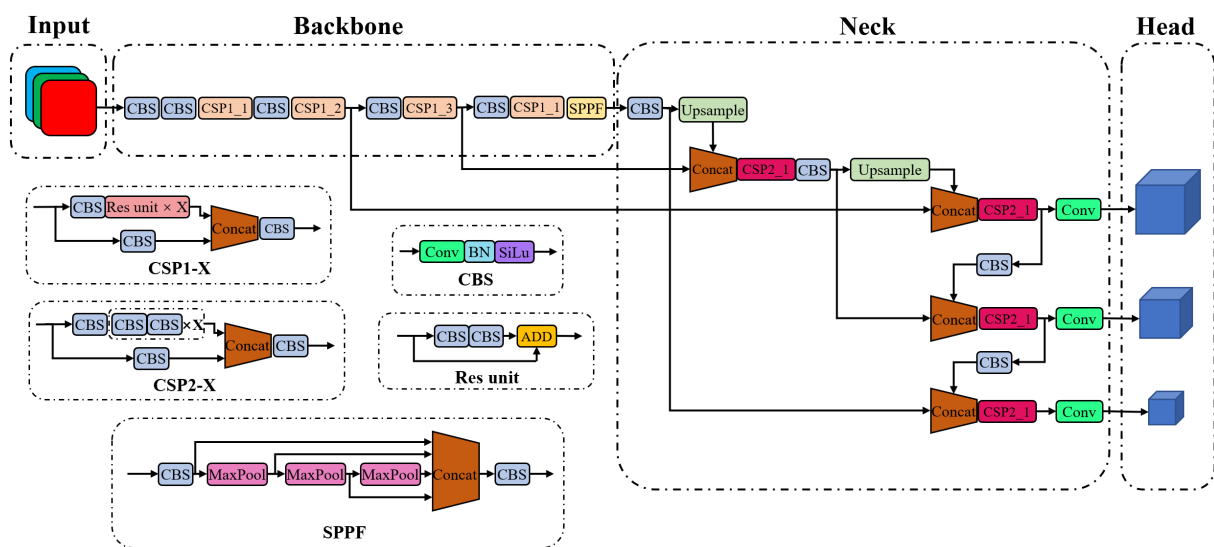 Input Backbone Neck Head
CBS CBS CSP1_1 CBS CSP1_2 CBS CSP1_3 CBS CSP1_1 SPPF CBS Upsample
Concat CSP2_1 CBS Upsample
Concat CSP2_1 Conv
CBS Res unit × X
Concat CBS
CBS
CSP1-X
Conv BN SiLu
CBS
CBS
Concat CSP2_1 Conv
CBS CBS CBS ×X
Concat CBS
CBS
CSP2-X
CBS CBS ADD
Res unit
CBS
Concat CSP2_1 Conv
CBS MaxPool MaxPool MaxPool Concat CBS
SPPF